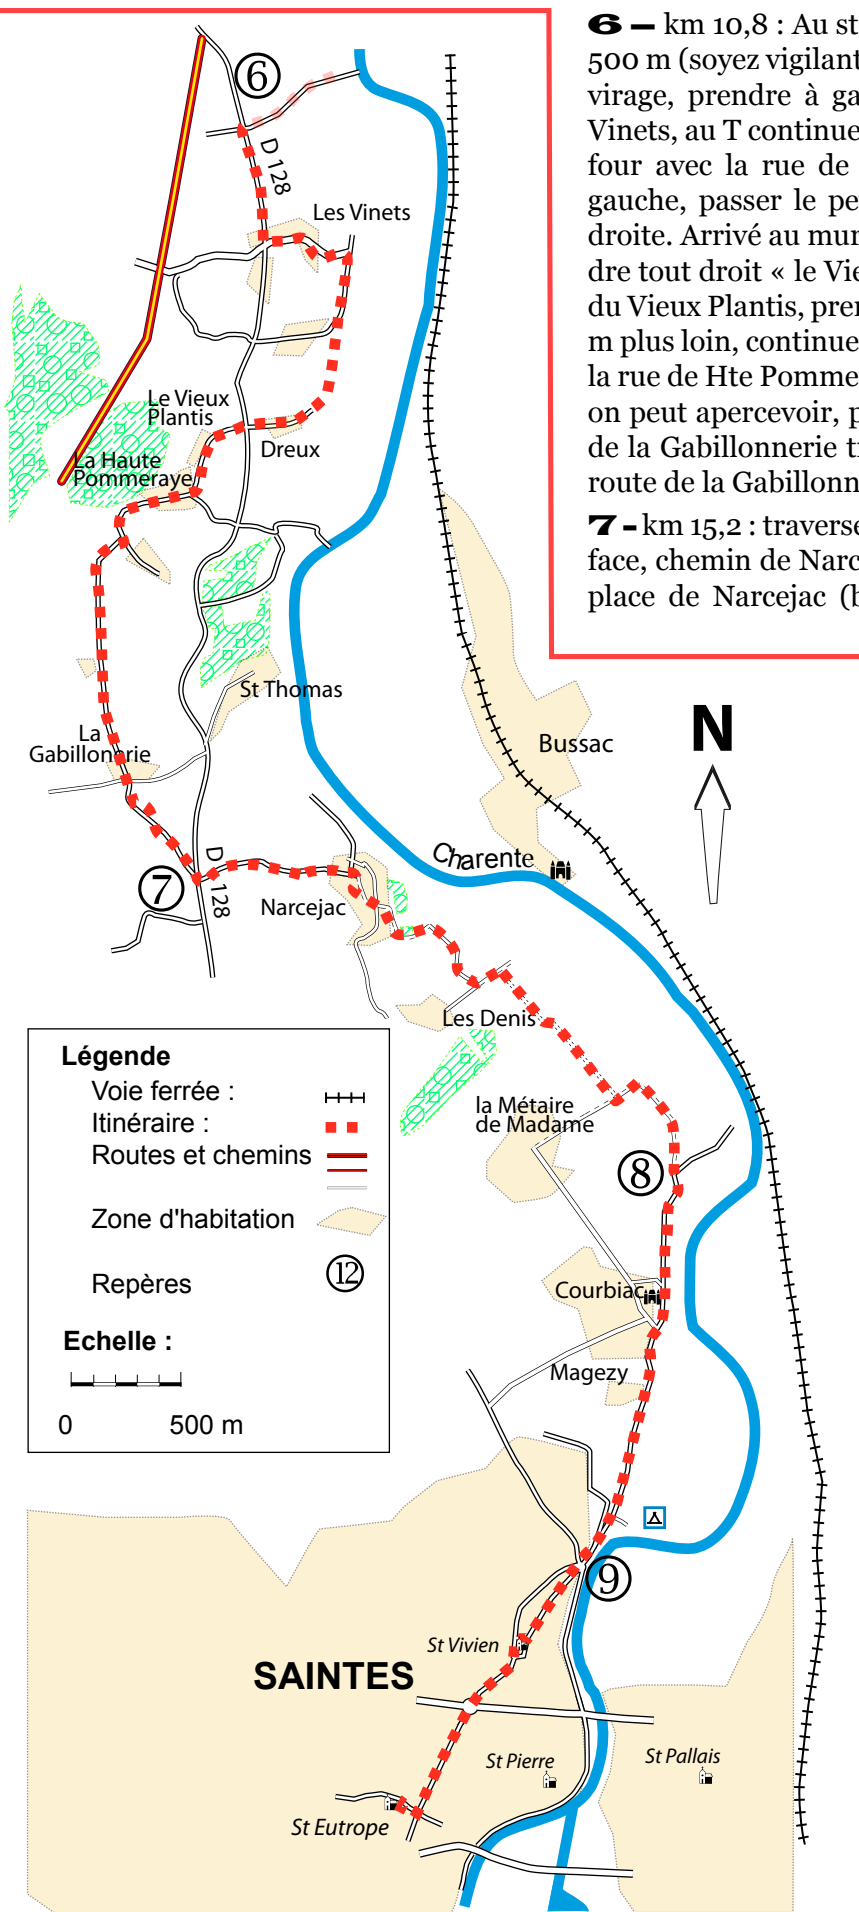 6 – km 10,8 : Au st
500 m (soyez vigilant
virage, prendre à ga
Vinets, au T continue
four avec la rue de
gauche, passer le pe
droite. Arrivé au mur
dre tout droit « le Vie
du Vieux Plantis, pren
m plus loin, continue
la rue de Hte Pomme
on peut apercevoir, p
de la Gabillonnerie t
route de la Gabillonn
7 - km 15,2 : traverse
face, chemin de Narc
place de Narcejac (b
6
D 128
Les Vinets
Le Vieux
Plantis
Dreux
La Haute
Pommeraye
St Thomas
La
Gabillonerie
Bussac
N
Charente
7
D 128
Narcejac
Les Denis
la Métaire
de Madame
8
Courbiac
Magezy
Légende
Voie ferrée :
Itinéraire :
Routes et chemins
Zone d'habitation
Repères
12
Echelle :
0 500 m
9
St Vivien
SAINTES
St Pierre
St Pallais
St Eutrope